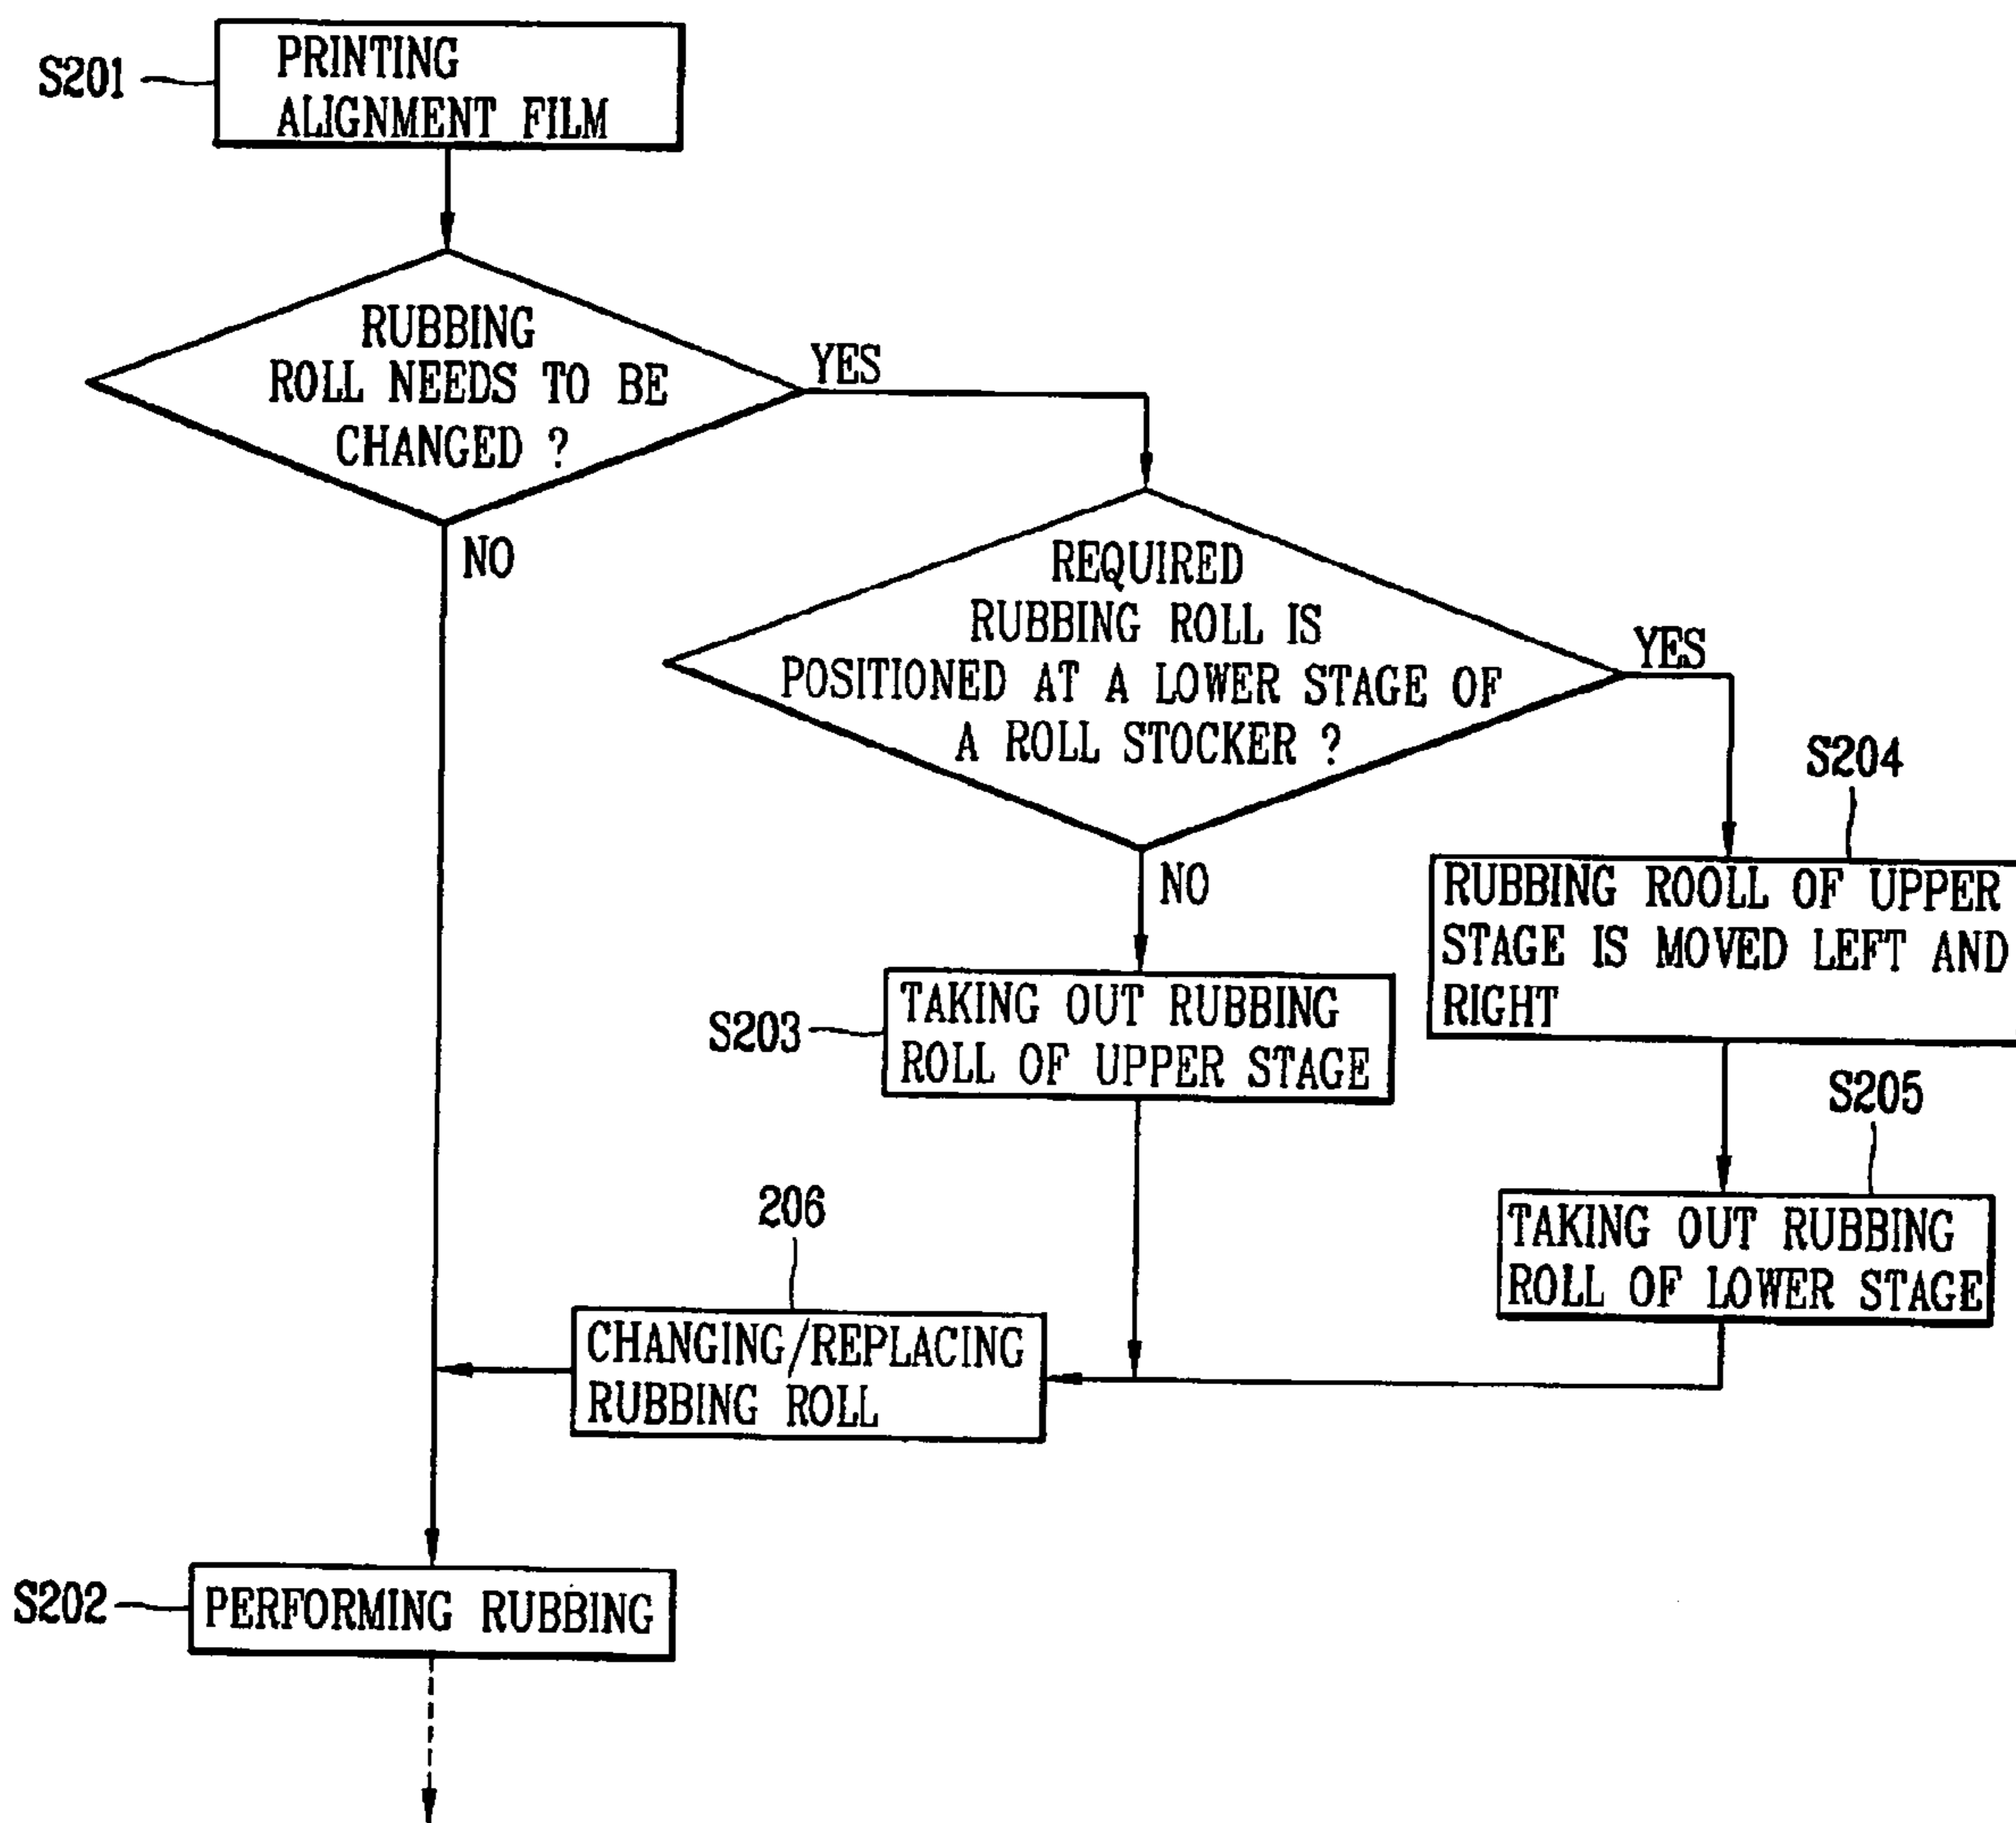 S201
PRINTING
ALIGNMENT FILM
RUBBING
ROLL NEEDS TO BE
CHANGED ?
YES
NO
REQUIRED
RUBBING ROLL IS
POSITIONED AT A LOWER STAGE OF
A ROLL STOCKER ?
YES
NO
S204
RUBBING ROOLL OF UPPER
STAGE IS MOVED LEFT AND
RIGHT
S203
TAKING OUT RUBBING
ROLL OF UPPER STAGE
S205
TAKING OUT RUBBING
ROLL OF LOWER STAGE
206
CHANGING/REPLACING
RUBBING ROLL
S202
PERFORMING RUBBING